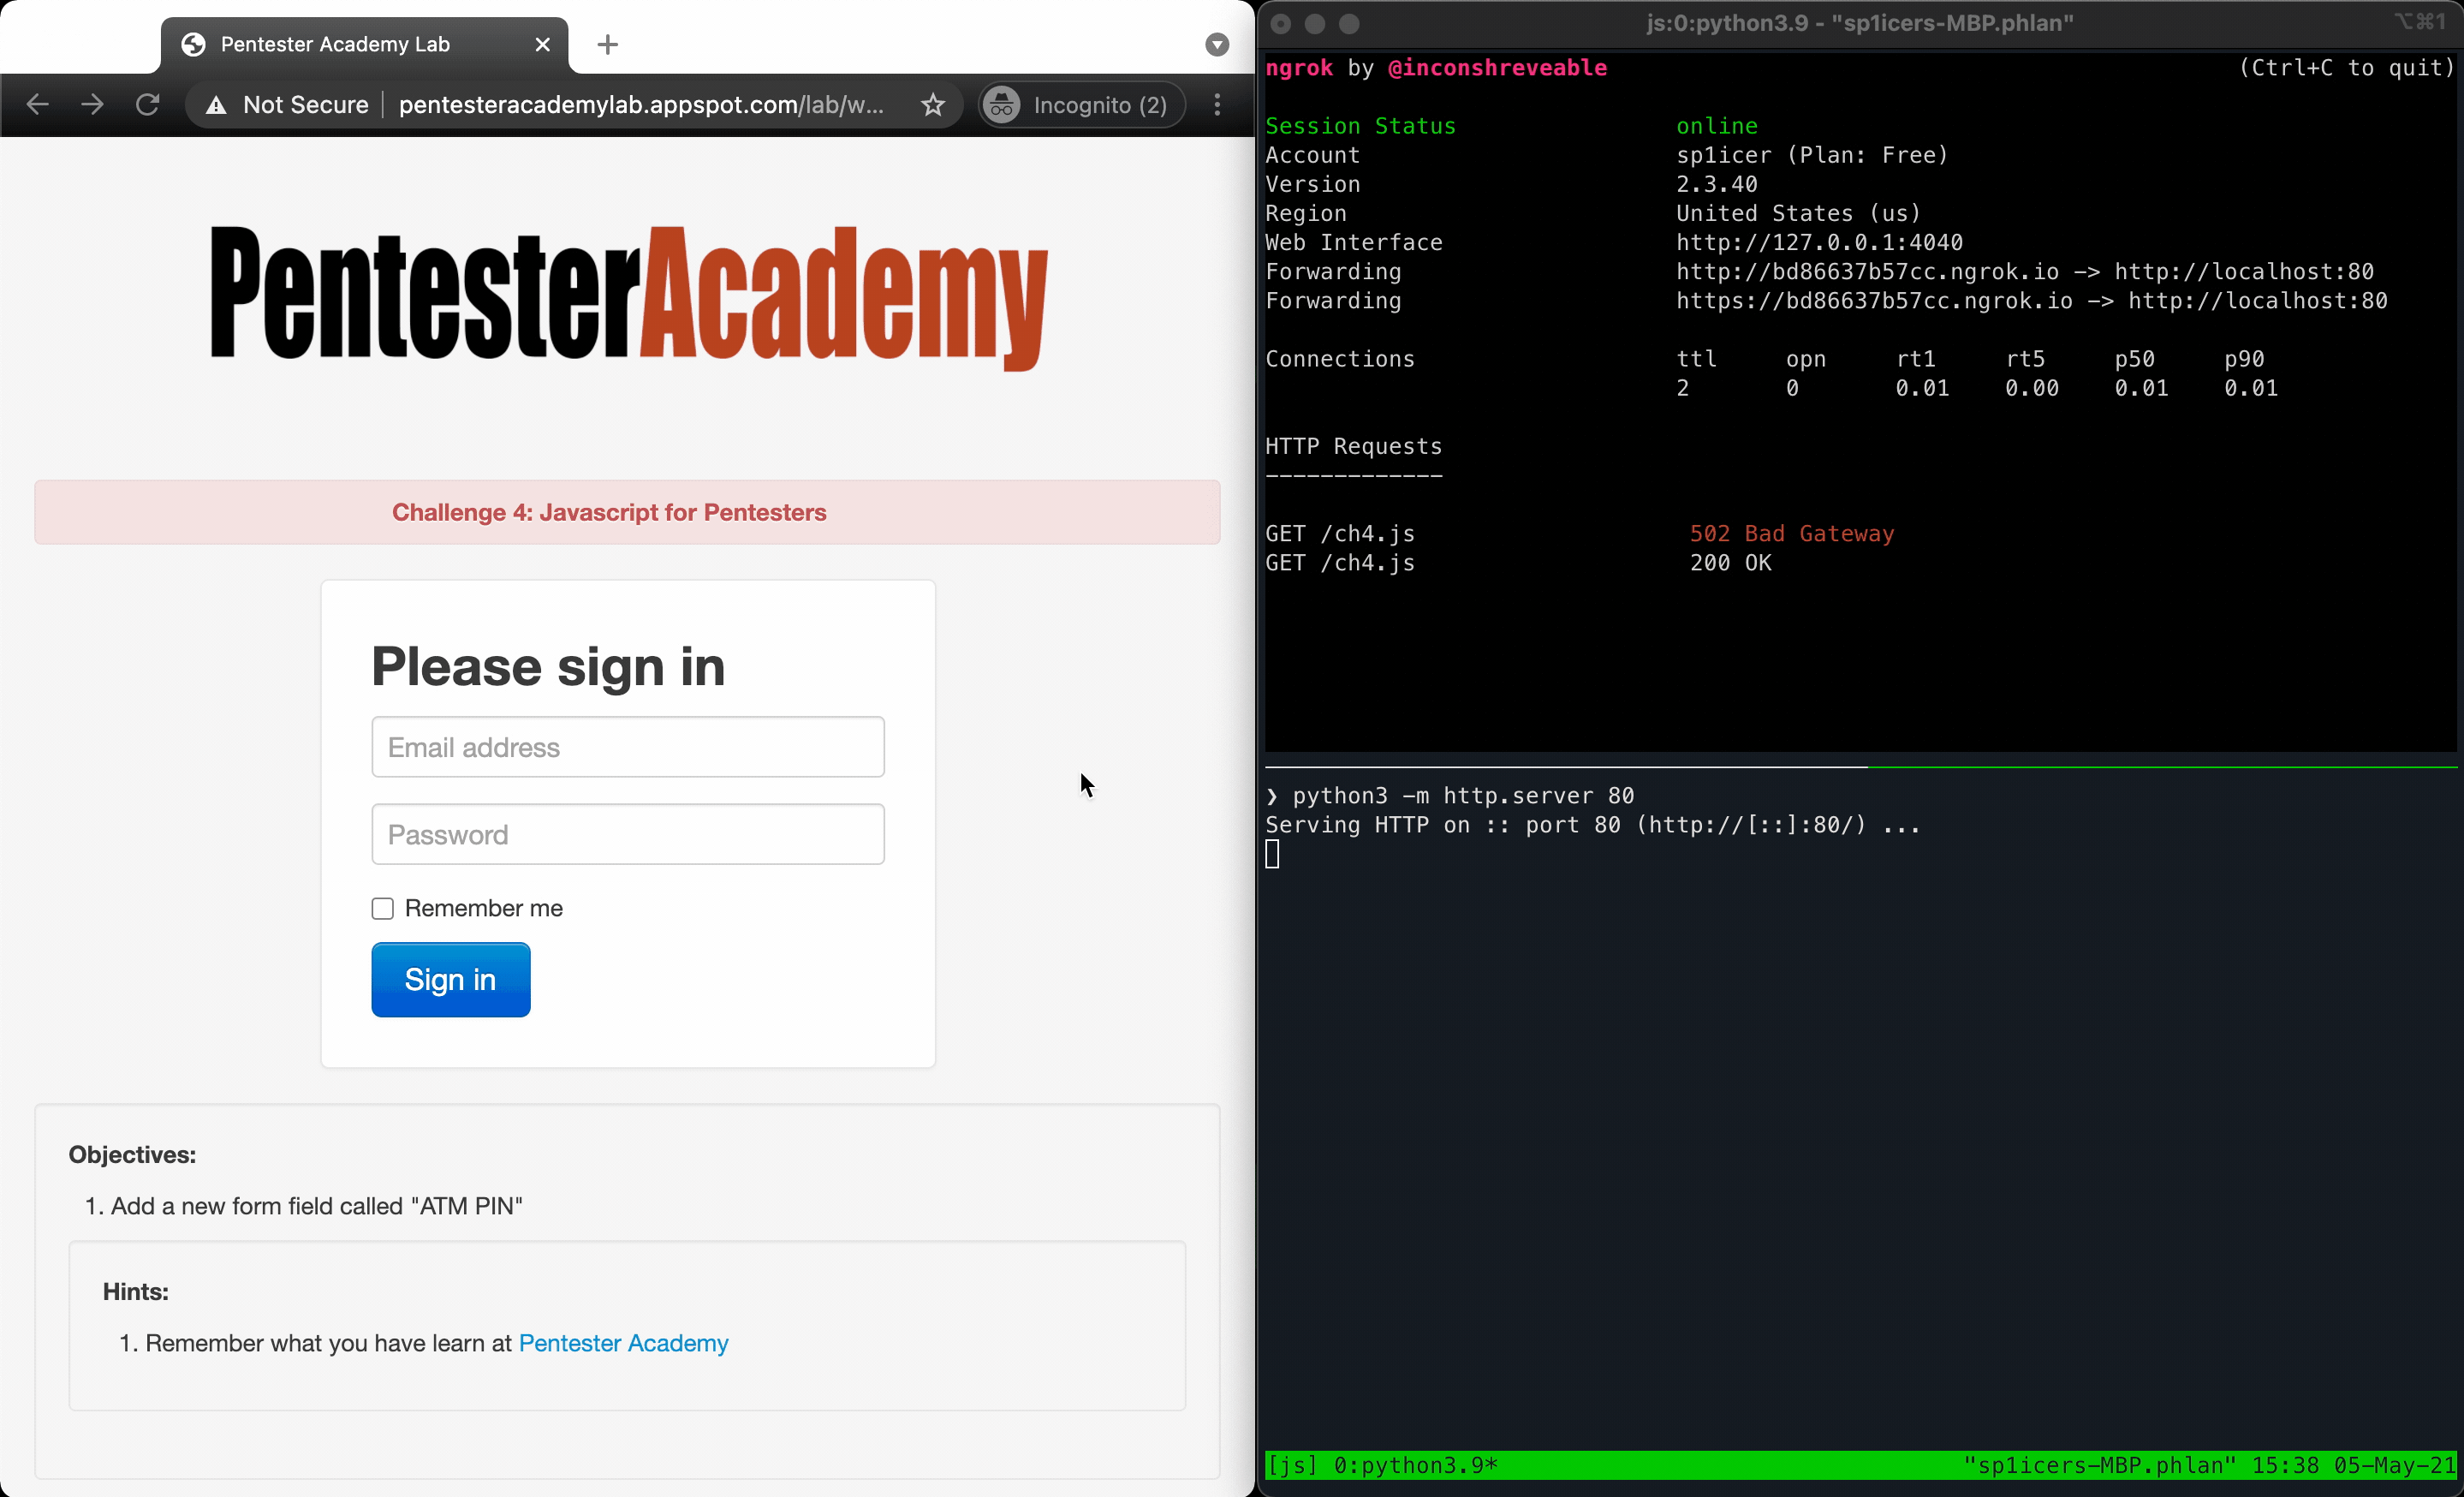 Pentester Academy Lab
Not Secure
pentesteracademylab.appspot.com/lab/w...
Incognito (2)
PentesterAcademy
Challenge 4: Javascript for Pentesters
Please sign in
Email address
Password
Remember me
Sign in
Objectives:
1. Add a new form field called "ATM PIN"
Hints:
1. Remember what you have learn at Pentester Academy
js:0:python3.9 - "sp1icers-MBP.phlan"
⌥⌘1
ngrok by @inconshreveable (Ctrl+C to quit)
Session Status online
Account sp1icer (Plan: Free)
Version 2.3.40
Region United States (us)
Web Interface http://127.0.0.1:4040
Forwarding http://bd86637b57cc.ngrok.io -> http://localhost:80
Forwarding https://bd86637b57cc.ngrok.io -> http://localhost:80
Connections ttl opn rt1 rt5 p50 p90
2 0 0.01 0.00 0.01 0.01
HTTP Requests
-------------
GET /ch4.js 502 Bad Gateway
GET /ch4.js 200 OK
❯ python3 -m http.server 80
Serving HTTP on :: port 80 (http://[::]:80/) ...
[js] 0:python3.9* "sp1icers-MBP.phlan" 15:38 05-May-21